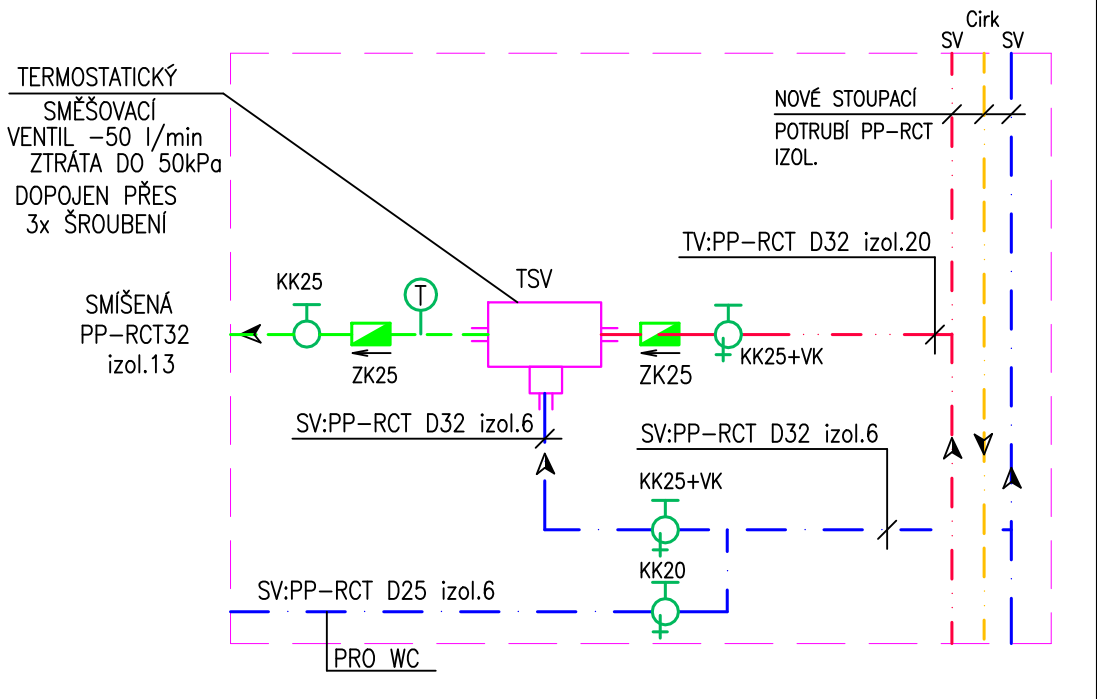 Cirk
SV SV
TERMOSTATICKÝ
SMĚŠOVACÍ
VENTIL -50 l/min
ZTRÁTA DO 50kPa
DOPOJEN PŘES
3x ŠROUBENÍ
NOVÉ STOUPACÍ
POTRUBÍ PP-RCT
IZOL.
TV:PP-RCT D32 izol.20
TSV
KK25
T
SMÍŠENÁ
PP-RCT32
izol.13
ZK25
ZK25
KK25+VK
SV:PP-RCT D32 izol.6
SV:PP-RCT D32 izol.6
KK25+VK
KK20
SV:PP-RCT D25 izol.6
PRO WC